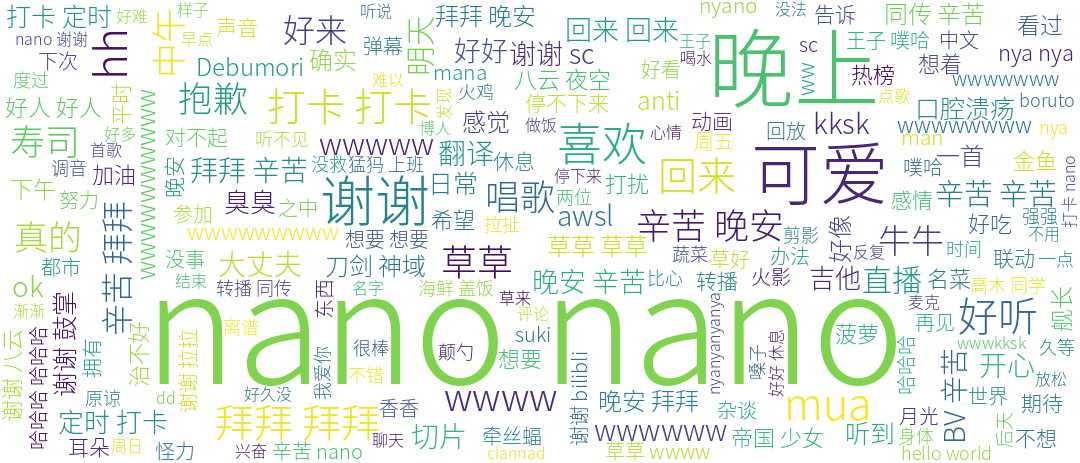 打卡 定时
好难
样子
听说
拜拜 晚安
nyano
没法
告诉
同传 辛苦
看过
nano 谢谢
早点
声音
弹幕
好来
回来 回来
王子
王子 噗哈
中文
nya nya
下次
hh
中午
Debumori
确实
明天
好好
谢谢 sc
晚上
sc
喝水
ww
热榜
想着
wwwwwww
度过
mana
八云 夜空
好看
点歌
好人 好人
平时
wwwwwwwwwwwwww
抱歉
打卡 打卡
火鸡
难以
发现
停不下来
anti
口腔溃疡
boruto
寿司
好多
对不起
听不见
博人
感觉
做饭
喜欢
动画
周五
心情
可爱
回放
kksk
wwwwwwww
man
nya
调音
首歌
没救猛犸 上班
wwwww
翻译
休息
停下来
回来
噗哈
一首
金鱼
下午
加油
晚安
拜拜 辛苦
谢谢
日常
唱歌
两位
打扰
感情
辛苦 辛苦
打卡 nano
努力
臭臭
之中
希望
awsl
辛苦 晚安
剪影
好像
好吃
强强
不用
真的
参加
拉扯
牛牛
辛苦 拜拜
wwwwwwwww
想要 想要
草草
草草 草草
蔬菜
草好
办法
反复
时间
联动
一点
都市
没事
大丈夫
刀剑 神域
晚安 辛苦
比心
转播
火影
吉他
直播
名菜
高木 同学
ok
结束
转播 同传
名字
东西
海鲜 盖饭
草来
nano nano
nyanyanyanya
麦克
舰长
渐渐
谢谢 鼓掌
离谱
评论
suki
菠萝
再见
好听
wwwkksk
久等
谢谢 八云
哈哈哈 哈哈哈
拥有
治不好
谢谢 拉拉
我爱你
很棒
颠勺
想要
谢谢 bilibili
嗓子
好好 休息
哈哈哈
开心
世界
放松
原谅
dd
好久没
不错
香香
wwww
晚安 拜拜
杂谈
mua
月光
BV 辛苦
期待
定时 打卡
拜拜 拜拜
切片
牵丝蝠
wwwwwww
帝国 少女
听到
身体
后天
不想
耳朵
周日
怪力
兴奋
辛苦 nano
聊天
clannad
草草 wwww
hello world